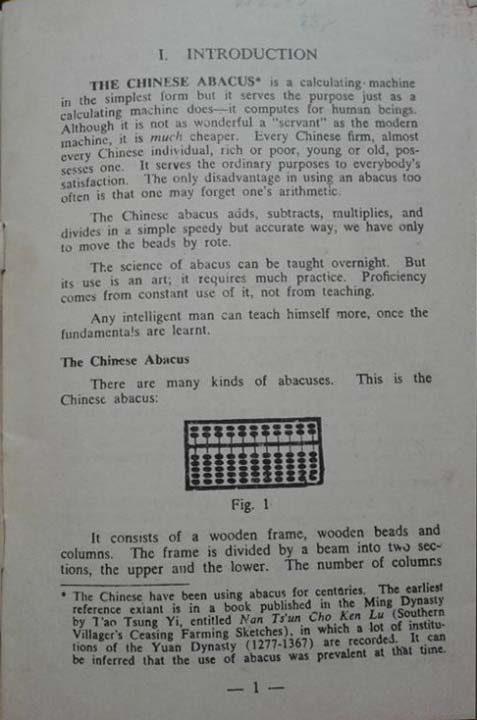 I. INTRODUCTION
THE CHINESE ABACUS* is a calculating machine
in the simplest form but it serves the purpose just as a
calculating machine does—it computes for human beings.
Although it is not as wonderful a "servant" as the modern
machine, it is much cheaper. Every Chinese firm, almost
every Chinese individual, rich or poor, young or old, pos-
sesses one. It serves the ordinary purposes to everybody's
satisfaction. The only disadvantage in using an abacus too
often is that one may forget one's arithmetic.
The Chinese abacus adds, subtracts, multiplies, and
divides in a simple speedy but accurate way; we have only
to move the beads by rote.
The science of abacus can be taught overnight. But
its use is an art; it requires much practice. Proficiency
comes from constant use of it, not from teaching.
Any intelligent man can teach himself more, once the
fundamentals are learnt.
The Chinese Abacus
There are many kinds of abacuses. This is the
Chinese abacus:
Fig. 1
It consists of a wooden frame, wooden beads and
columns. The frame is divided by a beam into two sec-
tions, the upper and the lower. The number of columns
* The Chinese have been using abacus for centuries. The earliest
reference extant is in a book published in the Ming Dynasty
by T'ao Tsung Yi, entitled Nan Ts'un Cho Ken Lu (Southern
Villager's Ceasing Farming Sketches), in which a lot of institu-
tions of the Yuan Dynasty (1277-1367) are recorded. It can
be inferred that the use of abacus was prevalent at that time.
— 1 —